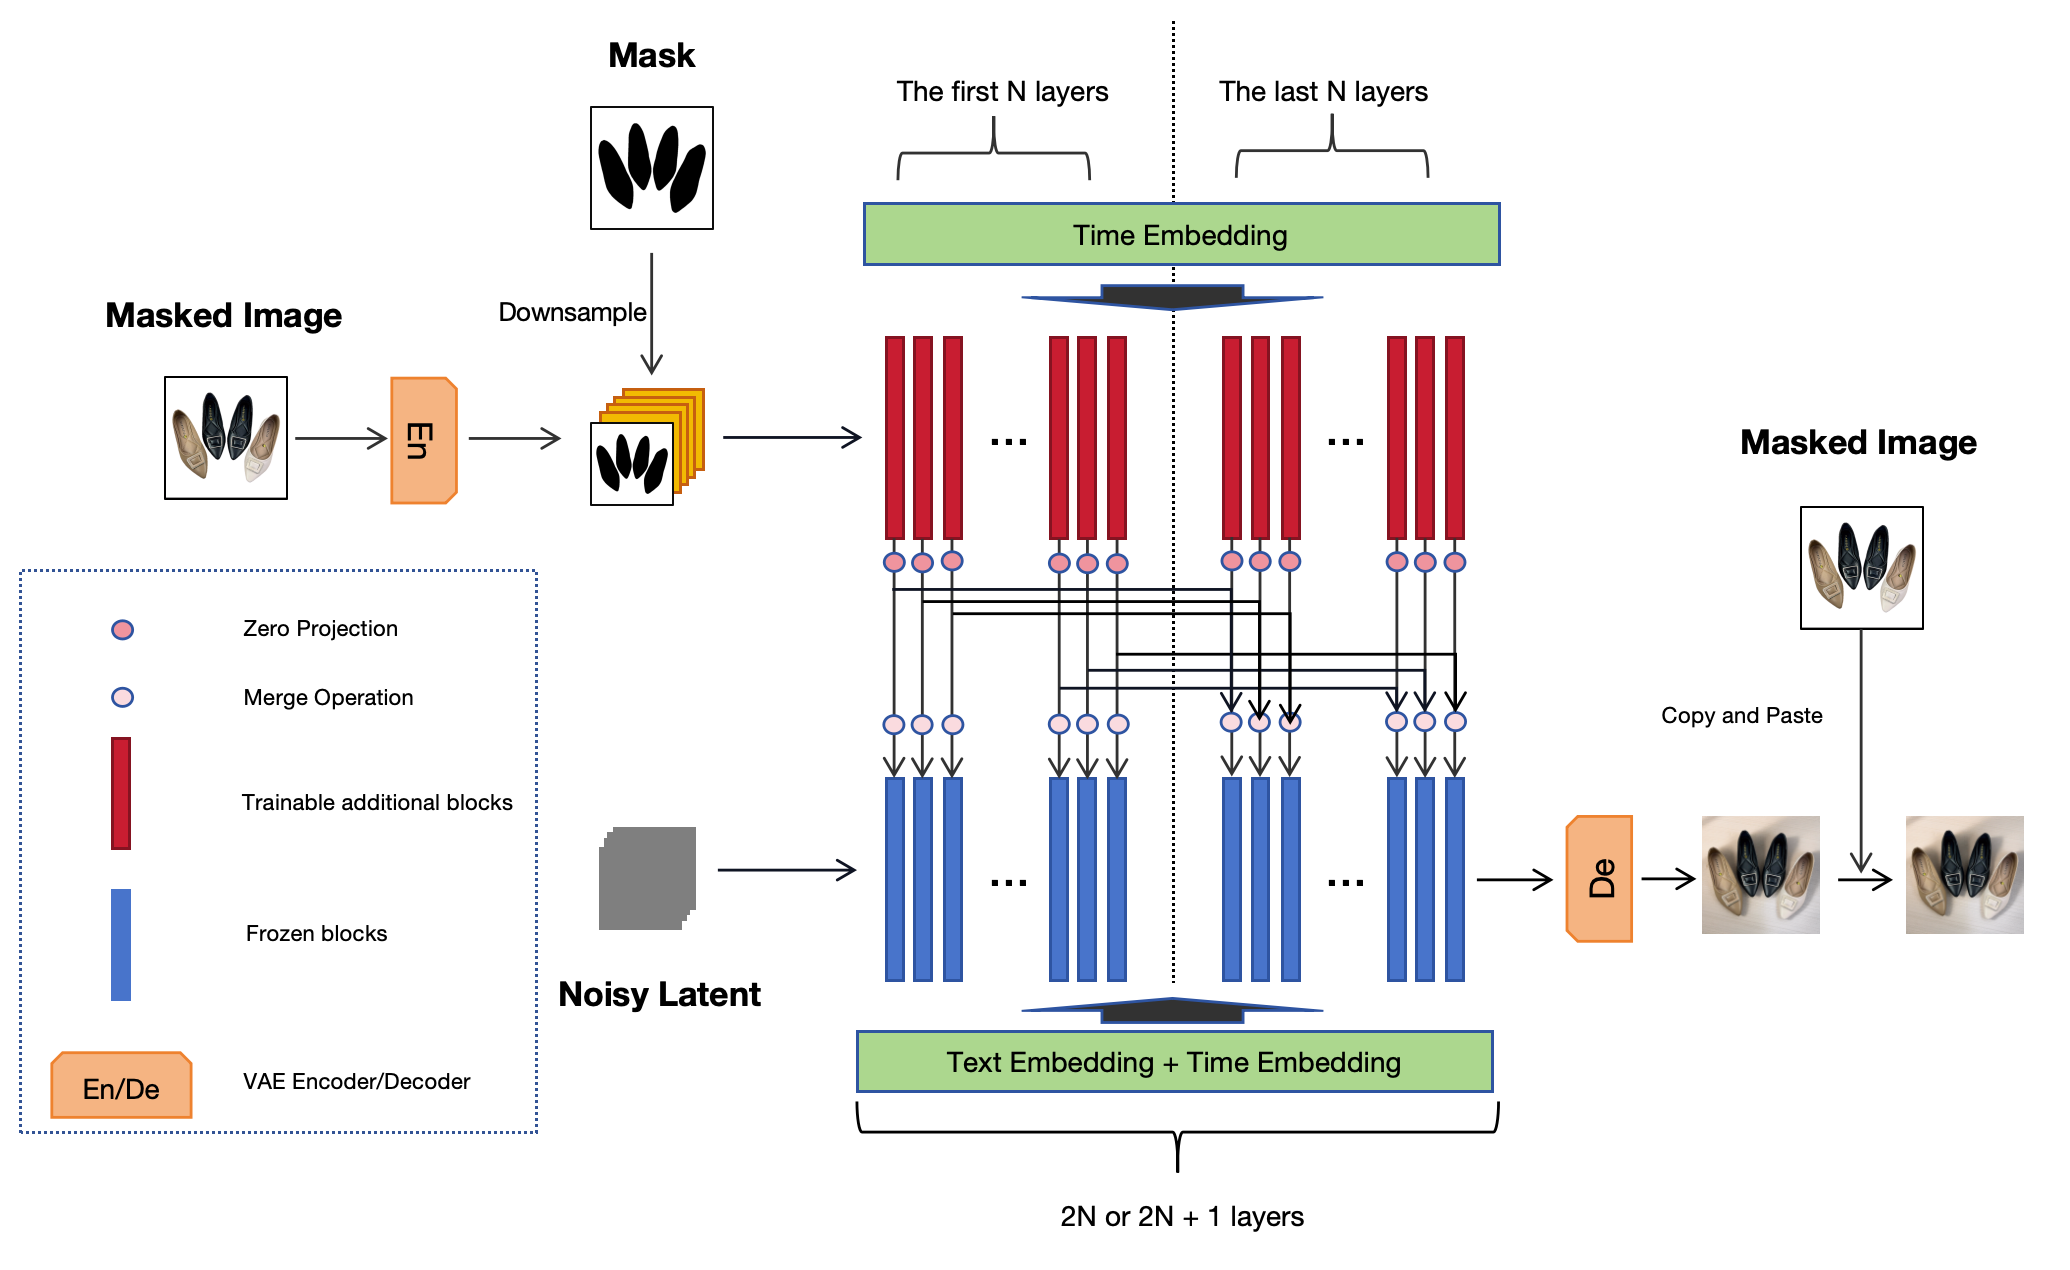 Mask
The first N layers
The last N layers
Time Embedding
Masked Image
Downsample
En
...
...
Masked Image
Zero Projection
Merge Operation
Copy and Paste
Trainable additional blocks
...
...
De
Frozen blocks
Noisy Latent
Text Embedding + Time Embedding
En/De
VAE Encoder/Decoder
2N or 2N + 1 layers